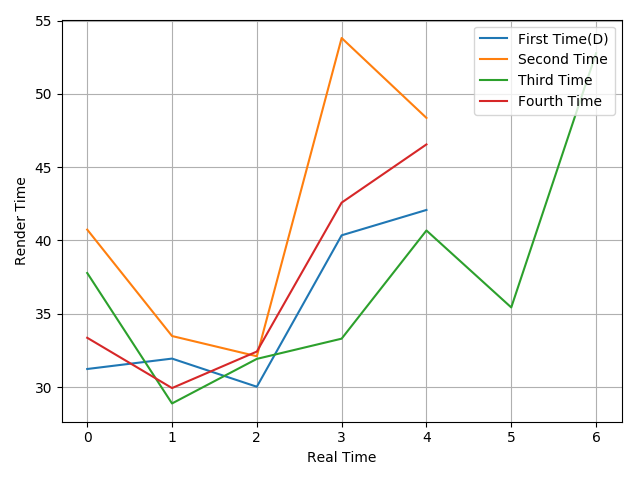 First Time(D)
Second Time
Third Time
Fourth Time
Render Time
55
50
45
40
35
30
0 1 2 3 4 5 6
Real Time